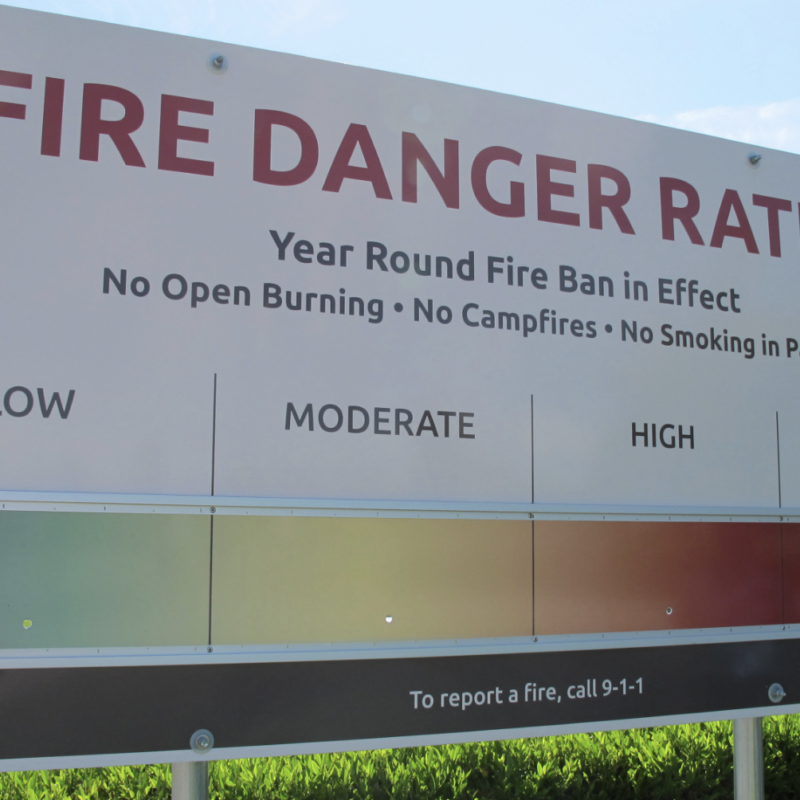 FIRE DANGER RAT
Year Round Fire Ban in Effect
No Open Burning • No Campfires • No Smoking in P
LOW MODERATE HIGH
To report a fire, call 9-1-1